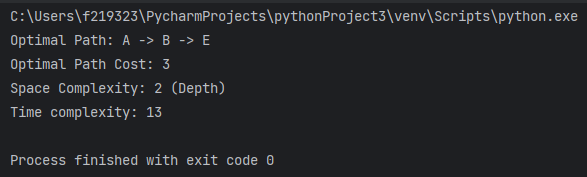 C:\Users\f219323\PycharmProjects\pythonProject3\venv\Scripts\python.exe
Optimal Path: A -> B -> E
Optimal Path Cost: 3
Space Complexity: 2 (Depth)
Time complexity: 13
Process finished with exit code 0